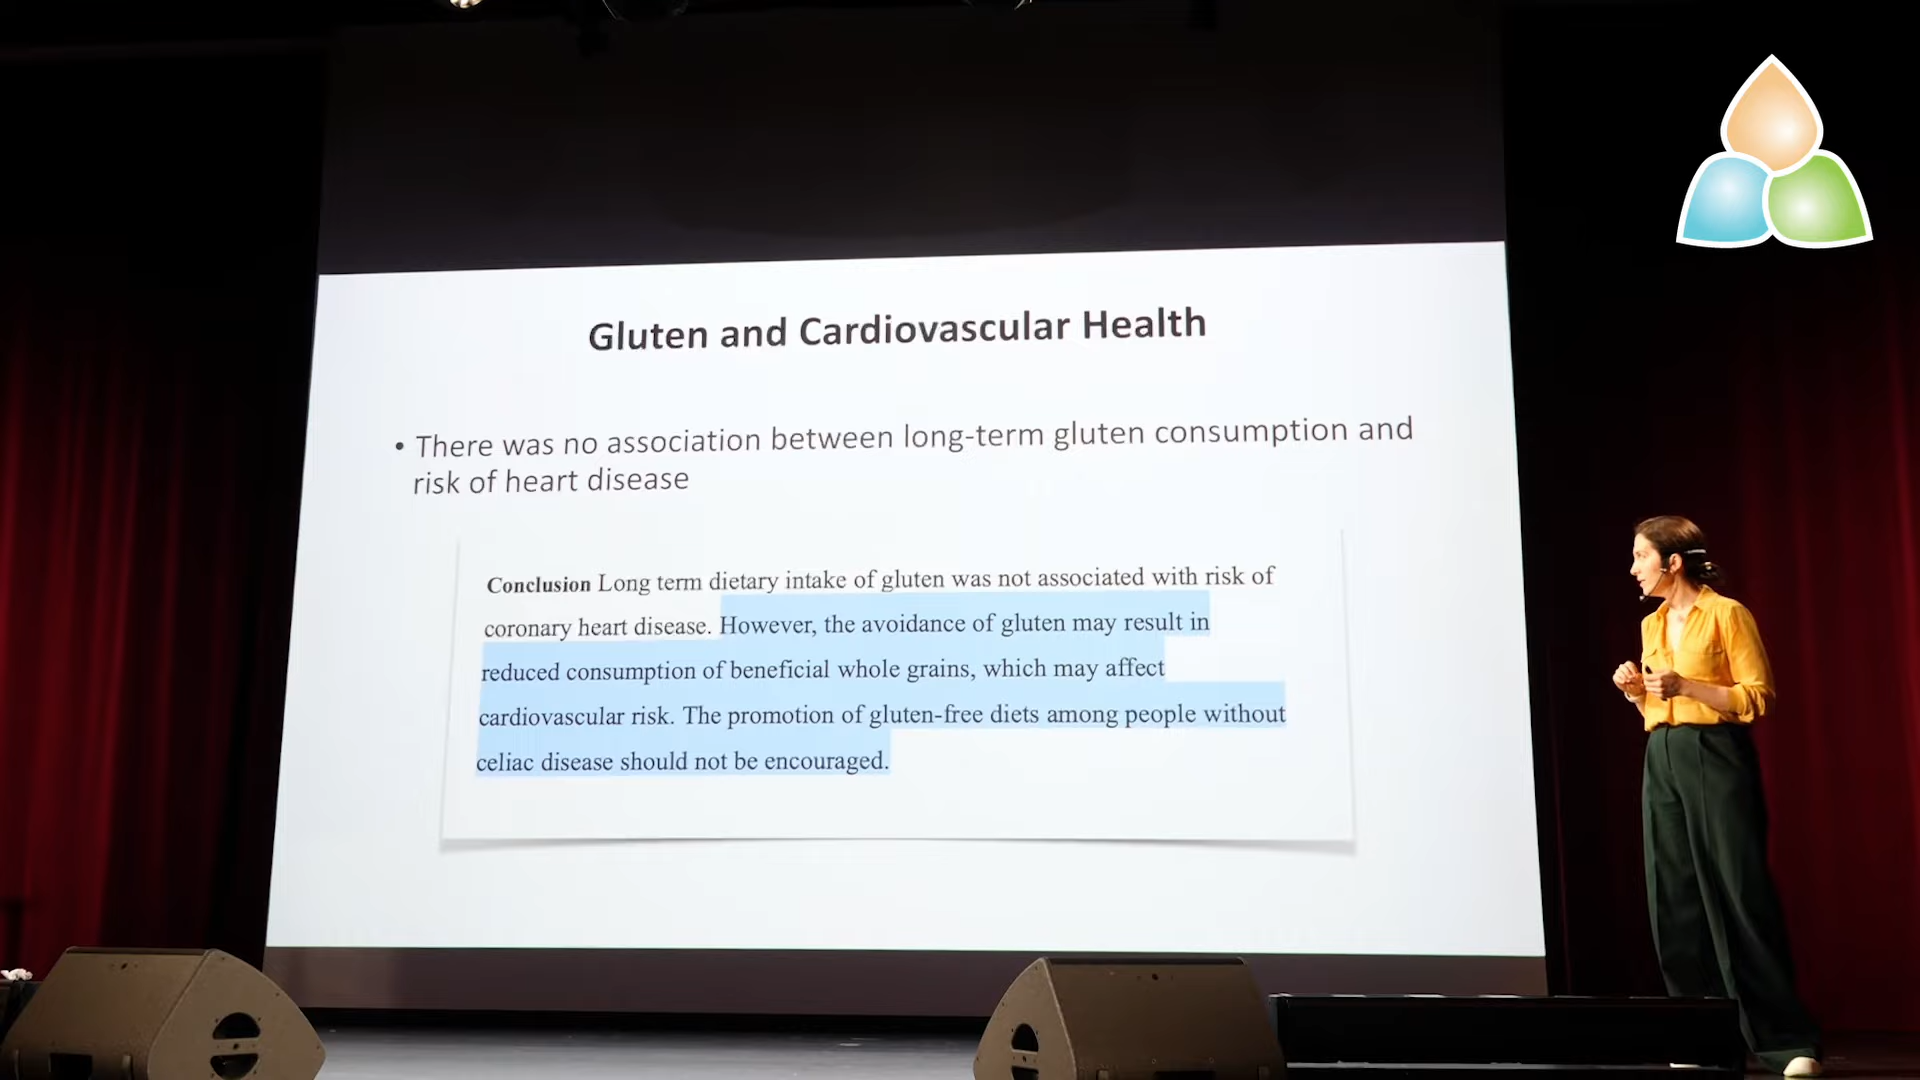 Gluten and Cardiovascular Health
• There was no association between long-term gluten consumption and
risk of heart disease
Conclusion Long term dietary intake of gluten was not associated with risk of
coronary heart disease. However, the avoidance of gluten may result in
reduced consumption of beneficial whole grains, which may affect
cardiovascular risk. The promotion of gluten-free diets among people without
celiac disease should not be encouraged.